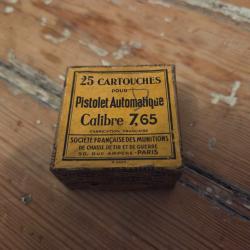 25 CARTOUCHES
POUR
Pistolet Automatique
Calibre 7,65
FABRICATION FRANÇAISE
SOCIÉTÉ FRANÇAISE DES MUNITIONS
DE CHASSE DE TIR ET DE GUERRE
50, RUE AMPÈRE - PARIS